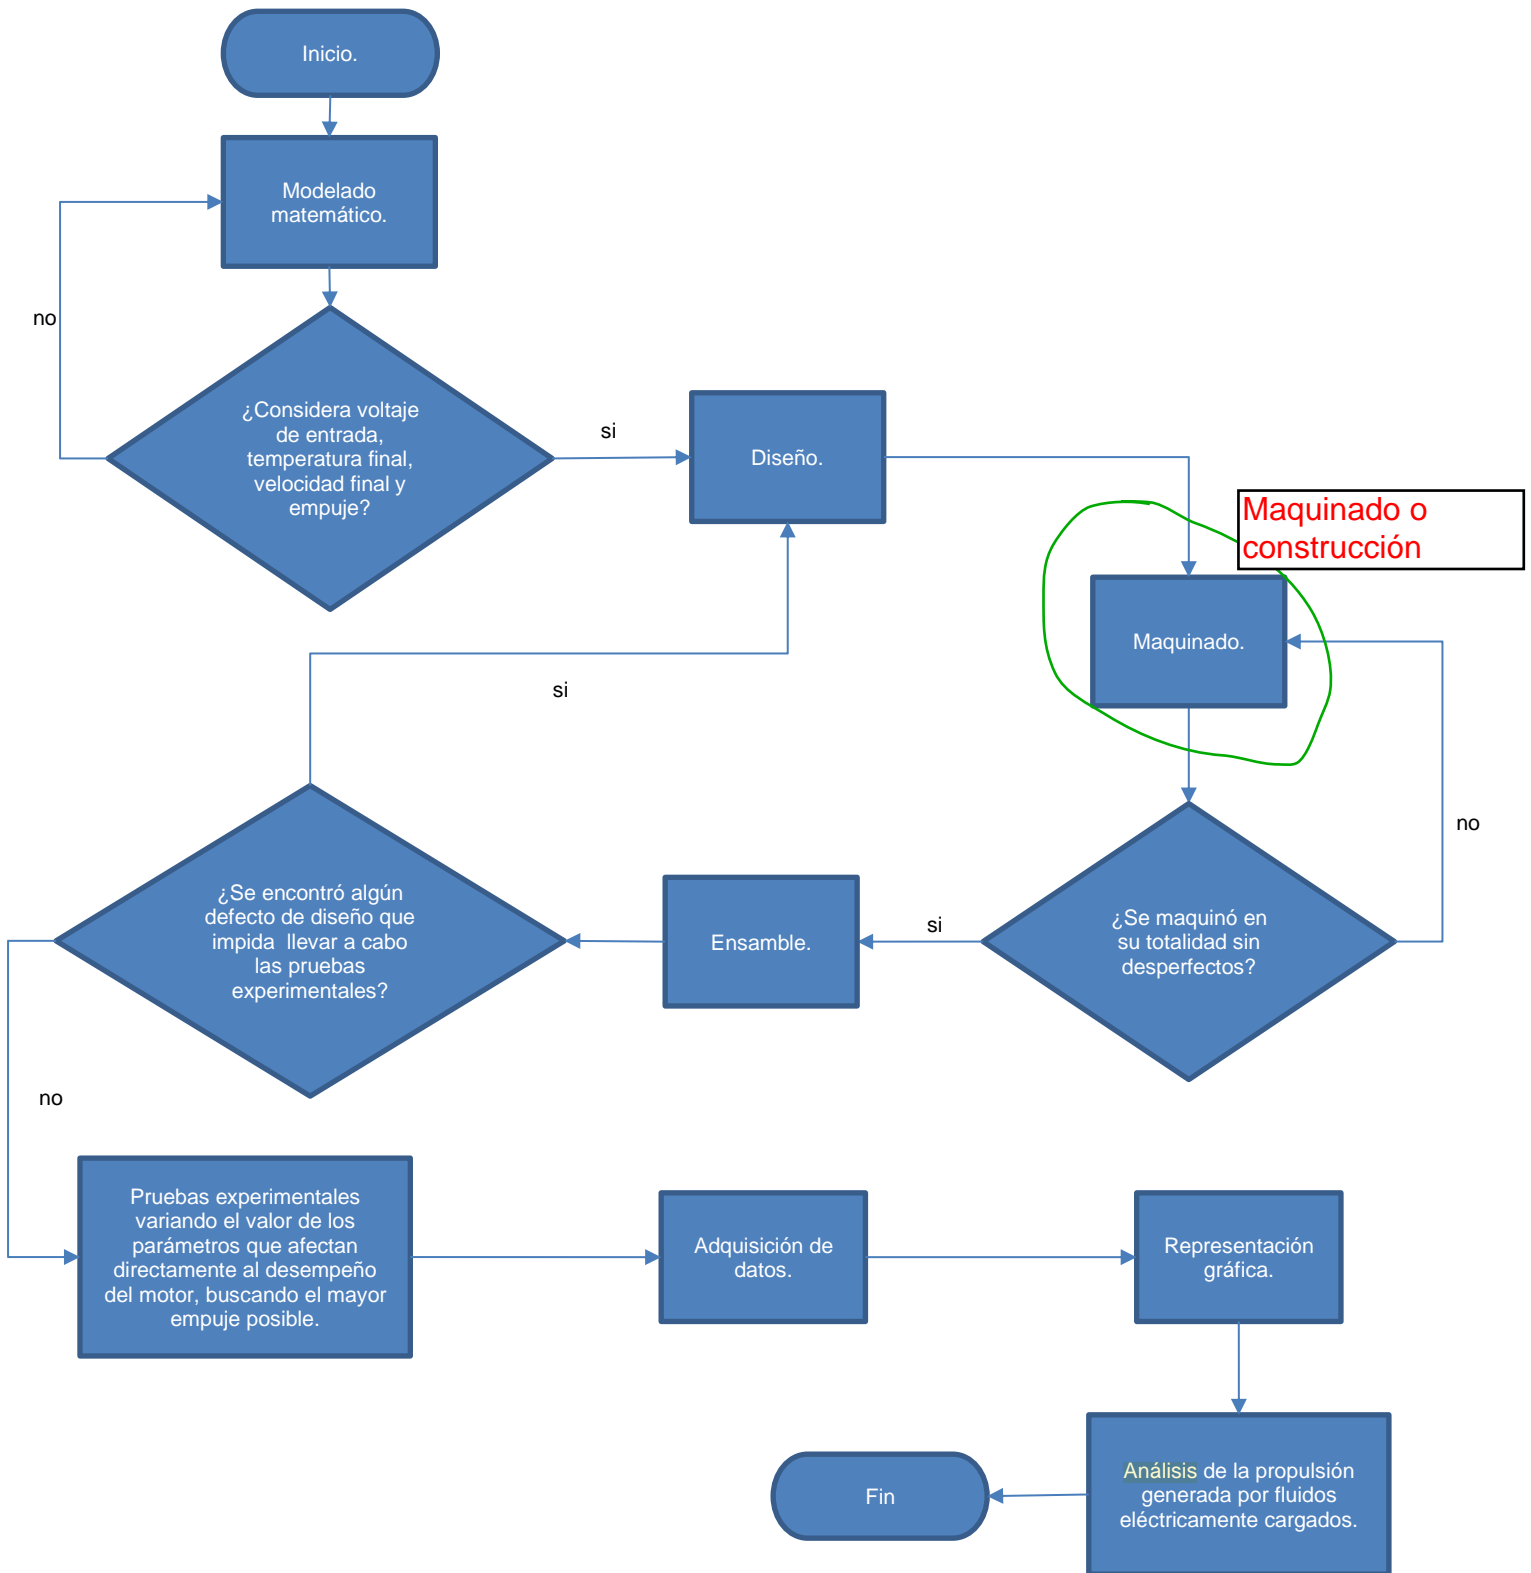 Inicio.
Modelado
matemático.
no
¿Considera voltaje
de entrada,
temperatura final,
velocidad final y
empuje?
si
Diseño.
Maquinado o
construcción
Maquinado.
si
no
¿Se maquinó en
su totalidad sin
desperfectos?
si
Ensamble.
¿Se encontró algún
defecto de diseño que
impida  llevar a cabo
las pruebas
experimentales?
no
Pruebas experimentales
variando el valor de los
parámetros que afectan
directamente al desempeño
del motor, buscando el mayor
empuje posible.
Adquisición de
datos.
Representación
gráfica.
Análisis de la propulsión
generada por fluidos
eléctricamente cargados.
Fin